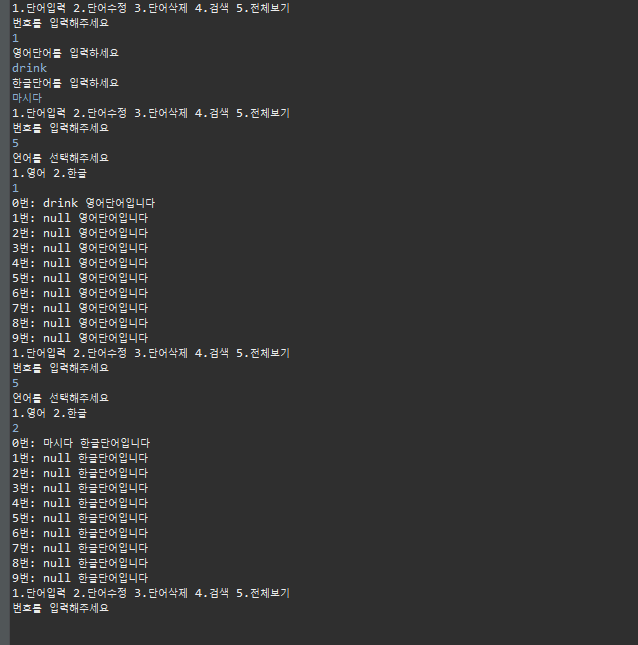 1.단어입력 2.단어수정 3.단어삭제 4.검색 5.전체보기
번호를 입력해주세요
1
영어단어를 입력하세요
drink
한글단어를 입력하세요
마시다
1.단어입력 2.단어수정 3.단어삭제 4.검색 5.전체보기
번호를 입력해주세요
5
언어를 선택해주세요
1.영어 2.한글
1
0번: drink 영어단어입니다
1번: null 영어단어입니다
2번: null 영어단어입니다
3번: null 영어단어입니다
4번: null 영어단어입니다
5번: null 영어단어입니다
6번: null 영어단어입니다
7번: null 영어단어입니다
8번: null 영어단어입니다
9번: null 영어단어입니다
1.단어입력 2.단어수정 3.단어삭제 4.검색 5.전체보기
번호를 입력해주세요
5
언어를 선택해주세요
1.영어 2.한글
2
0번: 마시다 한글단어입니다
1번: null 한글단어입니다
2번: null 한글단어입니다
3번: null 한글단어입니다
4번: null 한글단어입니다
5번: null 한글단어입니다
6번: null 한글단어입니다
7번: null 한글단어입니다
8번: null 한글단어입니다
9번: null 한글단어입니다
1.단어입력 2.단어수정 3.단어삭제 4.검색 5.전체보기
번호를 입력해주세요